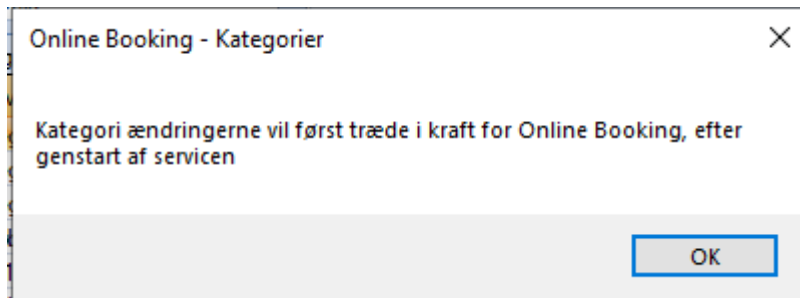 Online Booking - Kategorier
Kategori ændringerne vil først træde i kraft for Online Booking, efter
genstart af servicen
OK